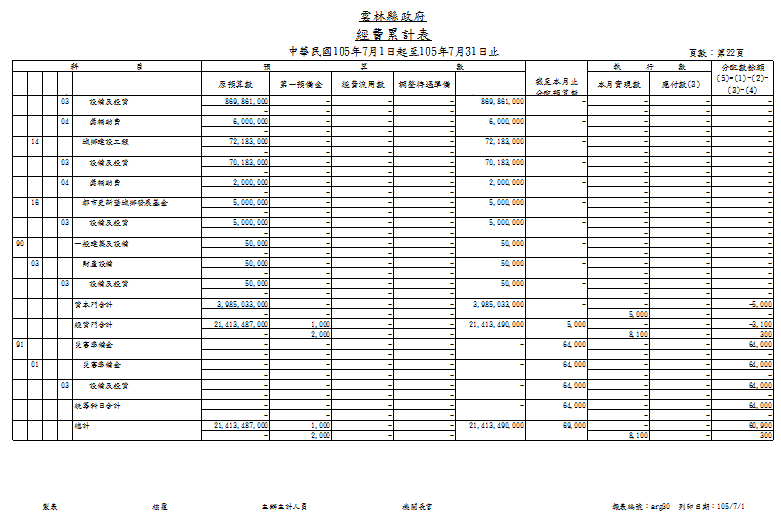 雲林縣政府
經費累計表
中華民國105年7月1日起至105年7月31日止
頁數：第22頁
科 目 預 算 數 截至本月止分配預算數 執 行 數 分配數餘額(5)=(1)-(2)-(3)-(4)
原預算數 第一預備金 經費流用數 調整待遇準備 本月實現數 應付數(3)
03 設備及投資 869,861,000 - - - 869,861,000 - - - -
- - - - - -
04 獎補助費 6,000,000 - - - 6,000,000 - - - -
- - - - - -
14 城鄉建設工程 72,183,000 - - - 72,183,000 - - - -
- - - - - -
03 設備及投資 70,183,000 - - - 70,183,000 - - - -
- - - - - -
04 獎補助費 2,000,000 - - - 2,000,000 - - - -
- - - - - -
16 都市更新暨城鄉發展基金 5,000,000 - - - 5,000,000 - - - -
- - - - - -
03 設備及投資 5,000,000 - - - 5,000,000 - - - -
- - - - - -
90 一般建築及設備 50,000 - - - 50,000 - - - -
- - - - - -
03 財產設備 50,000 - - - 50,000 - - - -
- - - - - -
03 設備及投資 50,000 - - - 50,000 - - - -
- - - - - -
資本門合計 3,985,033,000 - - - 3,985,033,000 - - - -5,000
- - - - 5,000 - -
經資門合計 21,413,487,000 1,000 - - 21,413,490,000 5,000 - - -3,100
- 2,000 - - 8,100 - 300
91 災害準備金 - - - - - 64,000 - - 64,000
- - - - - - -
01 災害準備金 - - - - - 64,000 - - 64,000
- - - - - - -
03 設備及投資 - - - - - 64,000 - - 64,000
- - - - - - -
統籌科目合計 - - - - - 64,000 - - 64,000
- - - - - - -
總計 21,413,487,000 1,000 - - 21,413,490,000 69,000 - - 60,900
- 2,000 - - 8,100 - 300
製表 覆核 主辦主計人員 機關長官 報表編號：arg30 列印日期：105/7/1